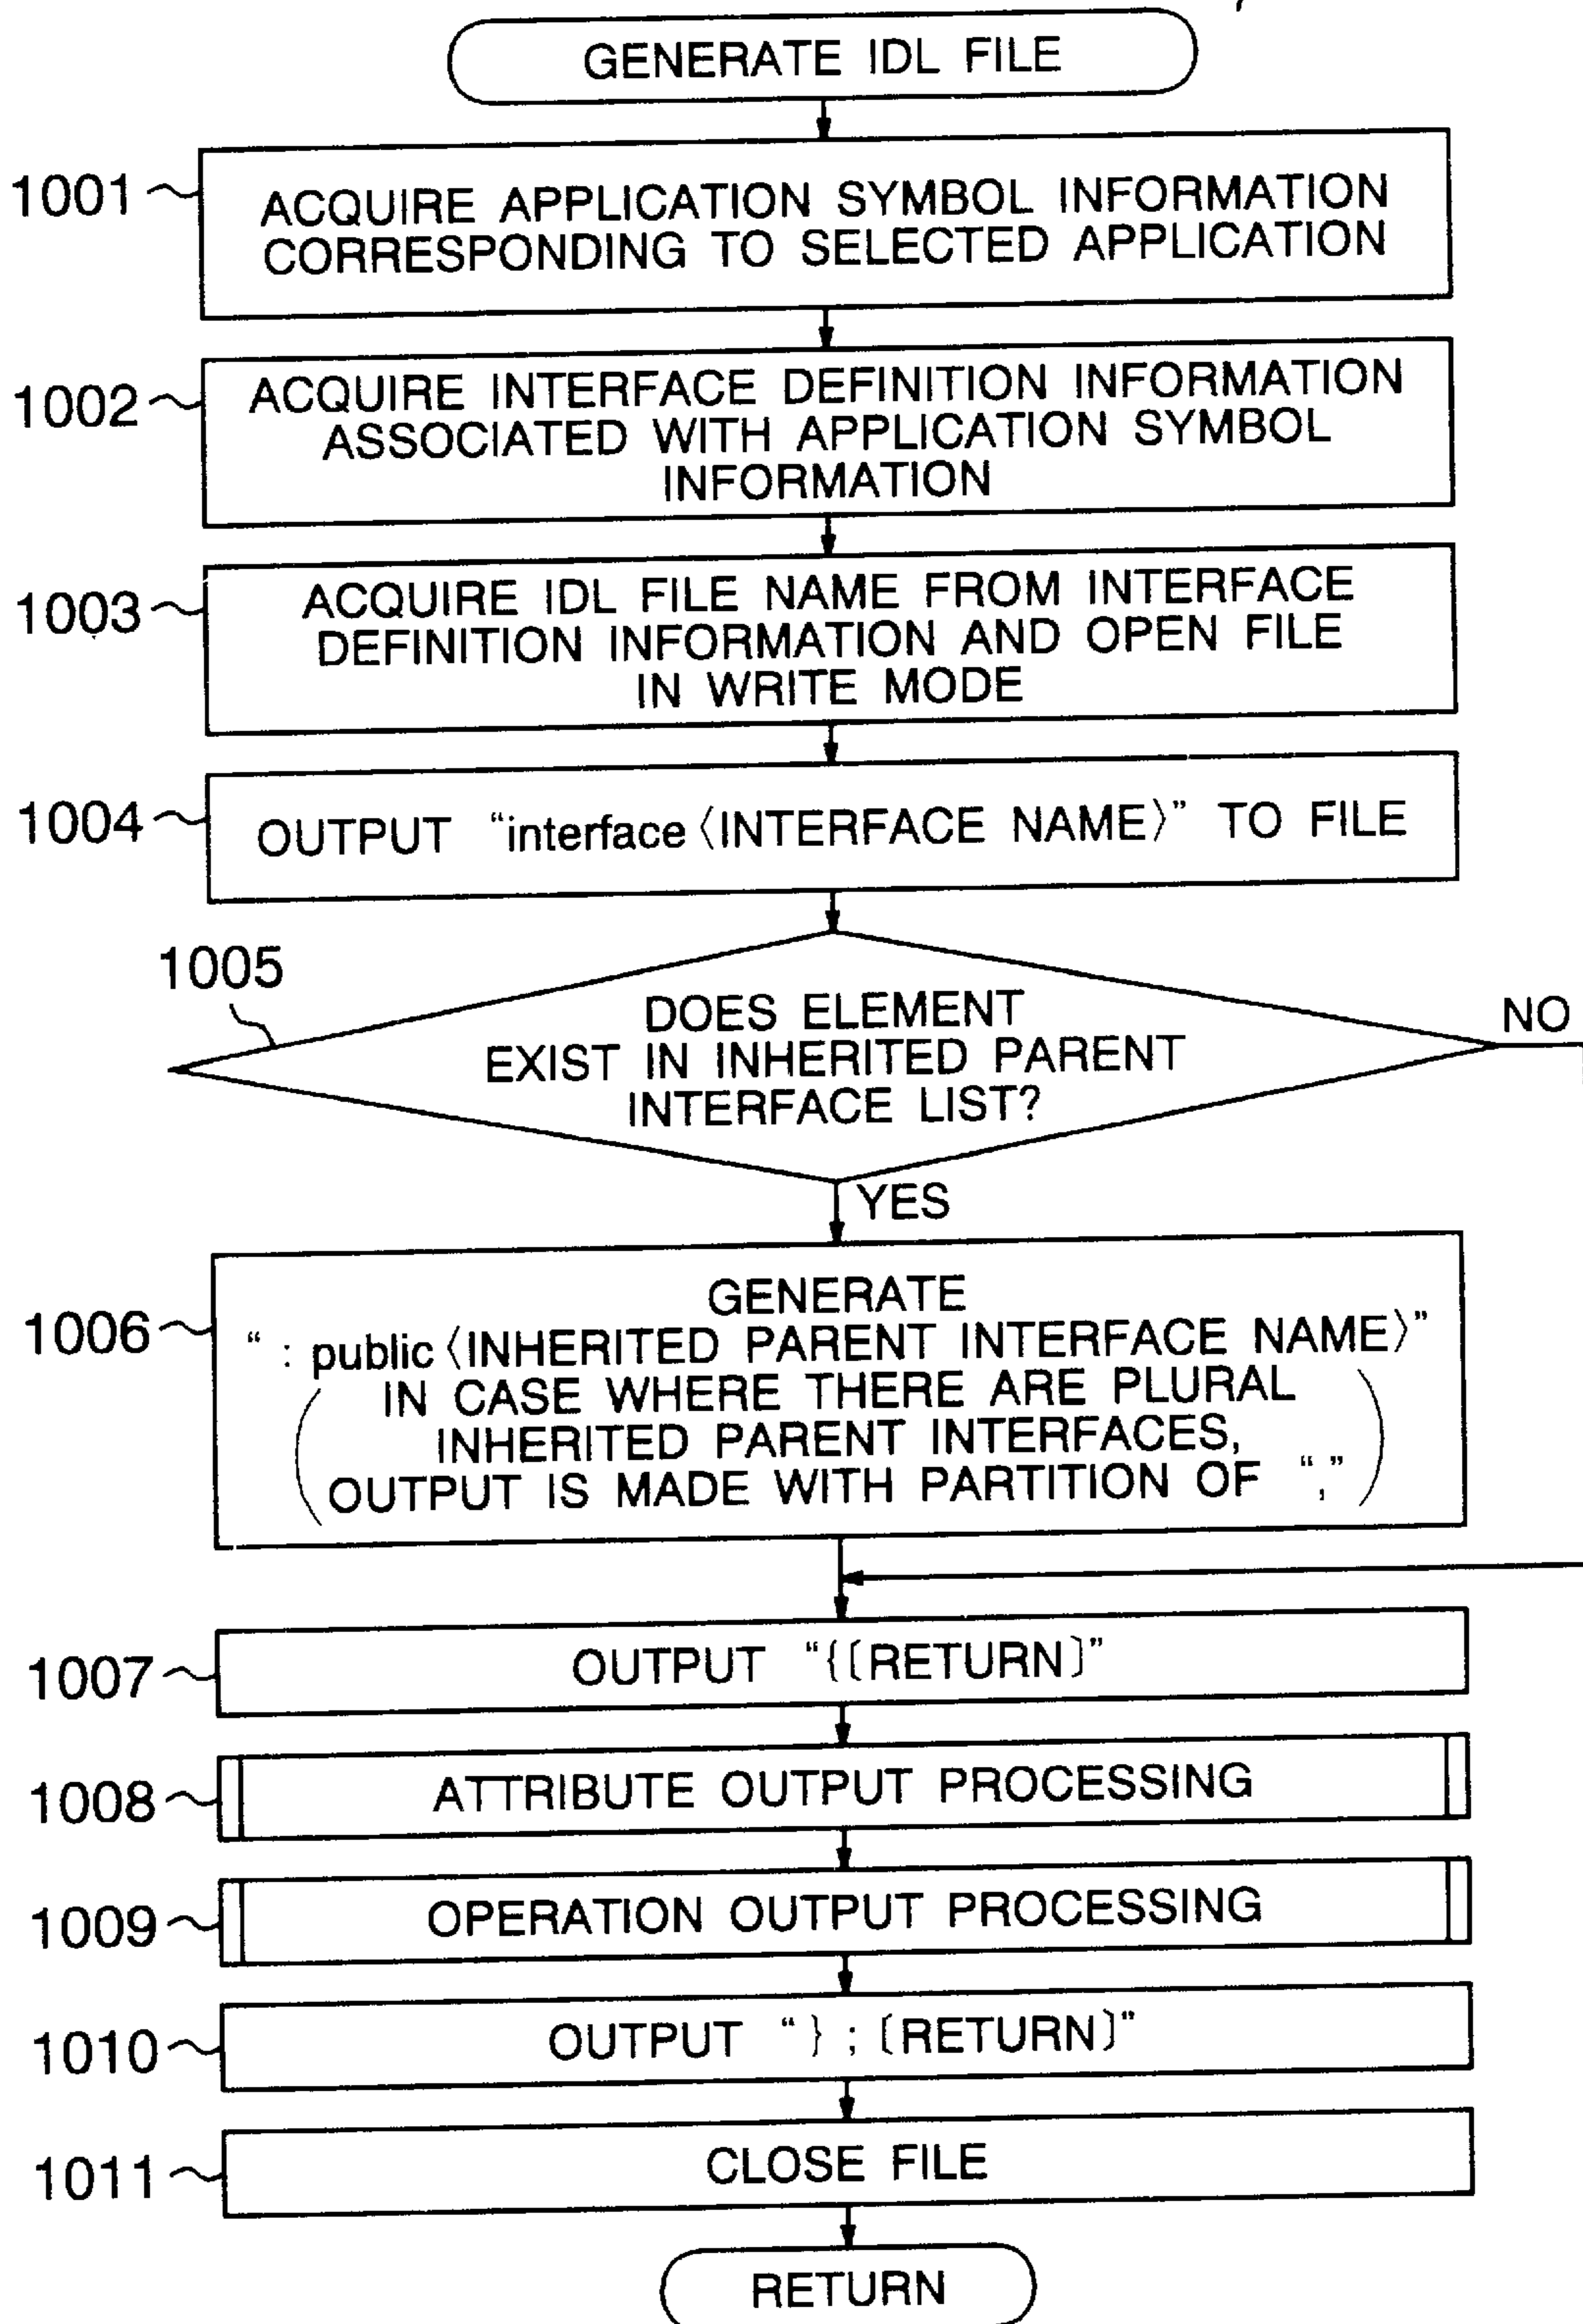 GENERATE IDL FILE
1001
ACQUIRE APPLICATION SYMBOL INFORMATION
CORRESPONDING TO SELECTED APPLICATION
1002
ACQUIRE INTERFACE DEFINITION INFORMATION
ASSOCIATED WITH APPLICATION SYMBOL
INFORMATION
1003
ACQUIRE IDL FILE NAME FROM INTERFACE
DEFINITION INFORMATION AND OPEN FILE
IN WRITE MODE
1004
OUTPUT “interface〈INTERFACE NAME〉” TO FILE
1005
DOES ELEMENT
EXIST IN INHERITED PARENT
INTERFACE LIST?
NO
YES
1006
GENERATE
“ : public〈INHERITED PARENT INTERFACE NAME〉”
( IN CASE WHERE THERE ARE PLURAL
INHERITED PARENT INTERFACES,
OUTPUT IS MADE WITH PARTITION OF “,” )
1007
OUTPUT “{〔RETURN〕”
1008
ATTRIBUTE OUTPUT PROCESSING
1009
OPERATION OUTPUT PROCESSING
1010
OUTPUT “ } ; 〔RETURN〕”
1011
CLOSE FILE
RETURN